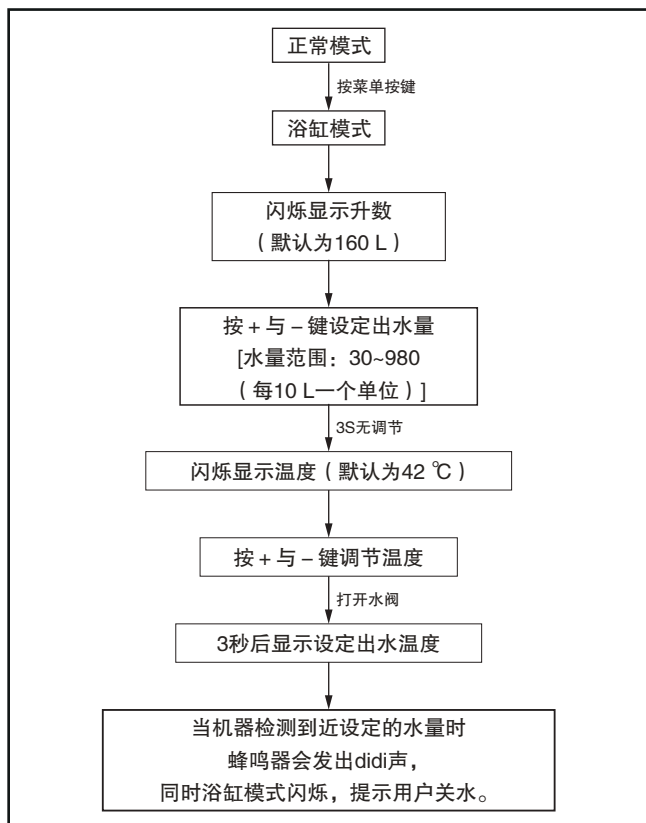 正常模式
按菜单按键
浴缸模式
闪烁显示升数
（默认为160 L）
按 + 与 – 键设定出水量
[水量范围：30~980
（每10 L一个单位）]
3S无调节
闪烁显示温度（默认为42 ℃）
按 + 与 – 键调节温度
打开水阀
3秒后显示设定出水温度
当机器检测到近设定的水量时
蜂鸣器会发出didi声，
同时浴缸模式闪烁，提示用户关水。